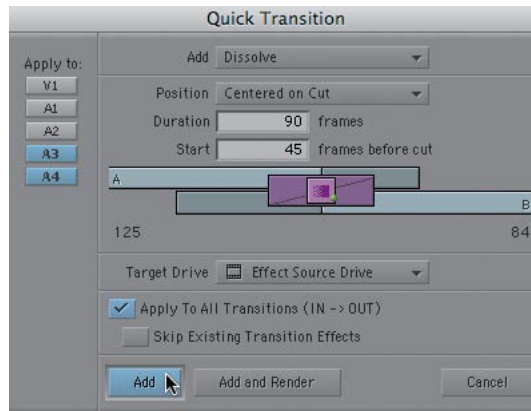 Quick Transition
Apply to:
V1
A1
A2
A3
A4
Add Dissolve
Position Centered on Cut
Duration 90 frames
Start 45 frames before cut
A
B
125 84
Target Drive Effect Source Drive
Apply To All Transitions (IN -> OUT)
Skip Existing Transition Effects
Add Add and Render Cancel